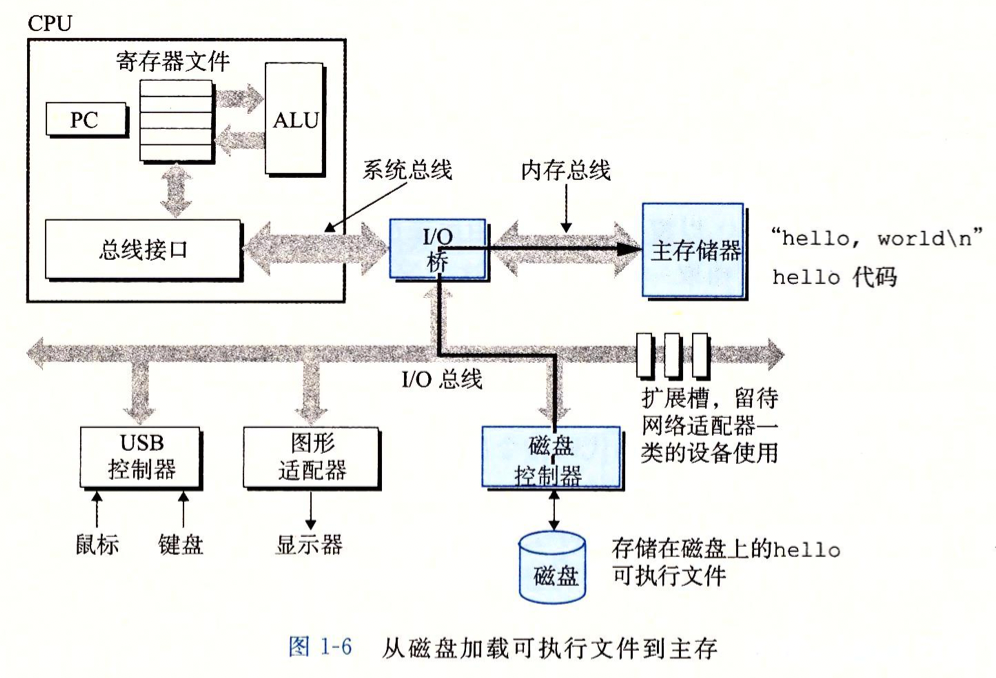 CPU
寄存器文件
PC
ALU
系统总线
内存总线
总线接口
I/O
桥
主存储器
“hello, world\n”
hello 代码
I/O 总线
扩展槽，留待
网络适配器一
类的设备使用
USB
控制器
图形
适配器
磁盘
控制器
鼠标
键盘
显示器
磁盘
存储在磁盘上的hello
可执行文件
图 1-6 从磁盘加载可执行文件到主存